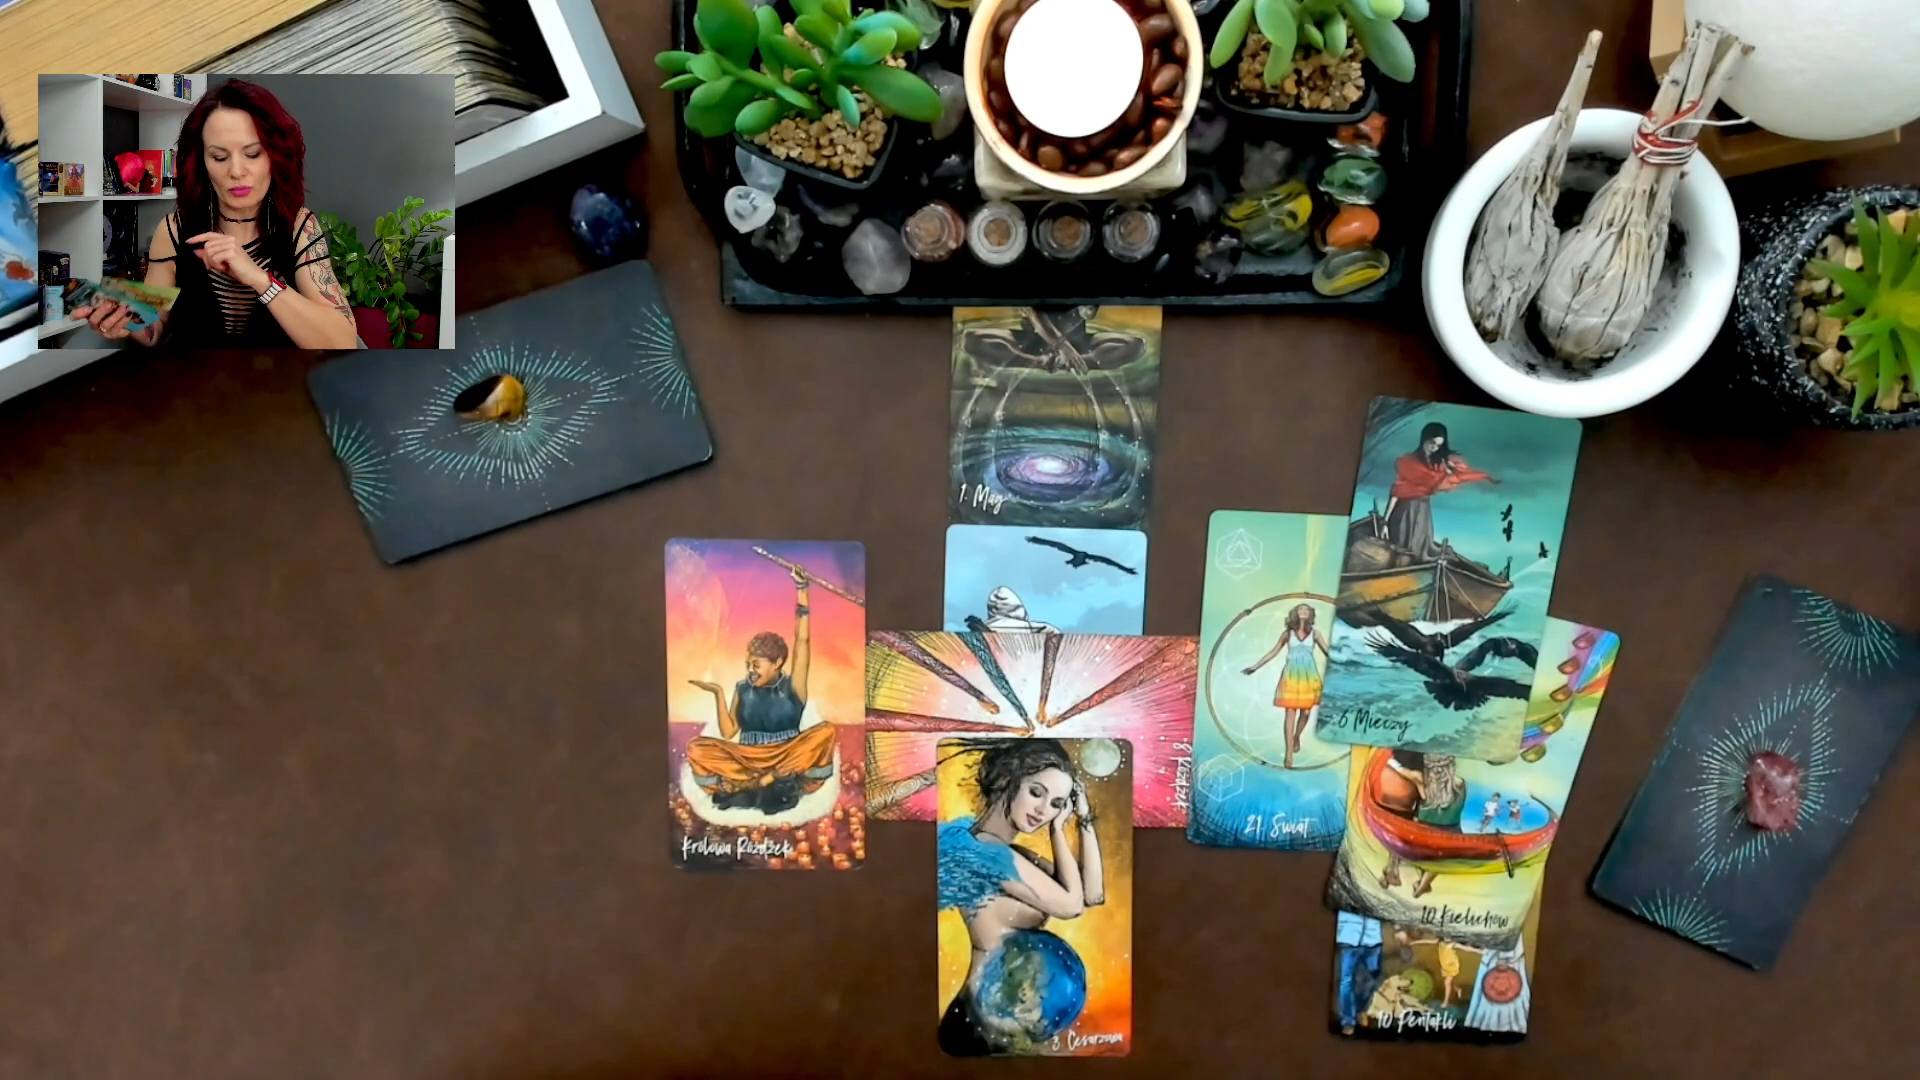 1. Mag
6 Mieczy
8 Różdżek
21. Świat
Królowa Różdżek
10 Kielichów
10 Pentakli
3. Cesarzowa